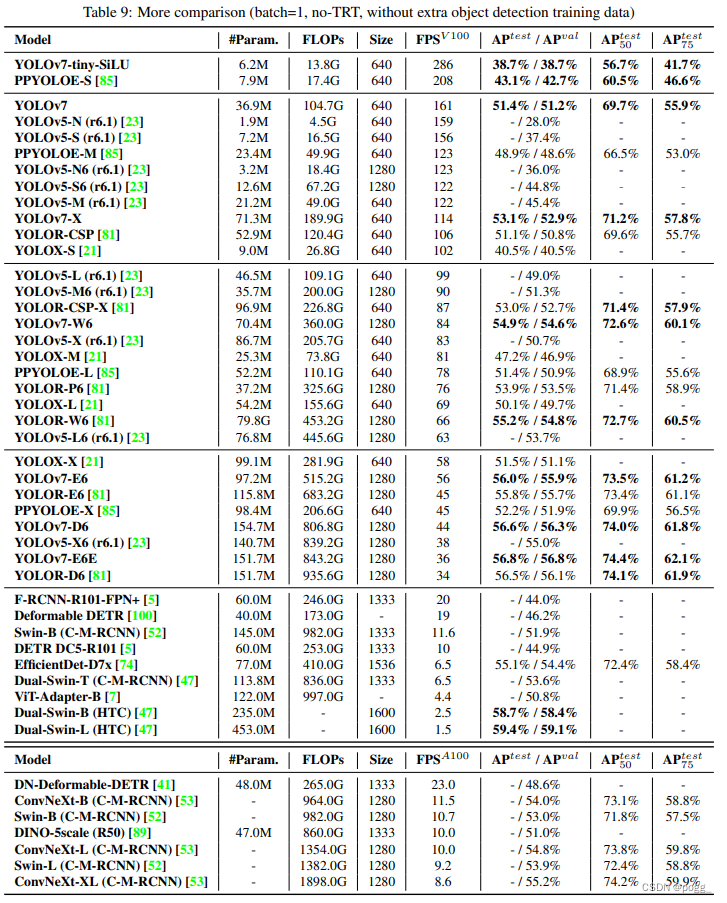 Table 9: More comparison (batch=1, no-TRT, without extra object detection training data)
Model #Param. FLOPs Size FPS^V100 AP^test / AP^val AP_50^test AP_75^test
YOLOv7-tiny-SiLU 6.2M 13.8G 640 286 38.7% / 38.7% 56.7% 41.7%
PPYOLOE-S [85] 7.9M 17.4G 640 208 43.1% / 42.7% 60.5% 46.6%
YOLOv7 36.9M 104.7G 640 161 51.4% / 51.2% 69.7% 55.9%
YOLOv5-N (r6.1) [23] 1.9M 4.5G 640 159 - / 28.0% - -
YOLOv5-S (r6.1) [23] 7.2M 16.5G 640 156 - / 37.4% - -
PPYOLOE-M [85] 23.4M 49.9G 640 123 48.9% / 48.6% 66.5% 53.0%
YOLOv5-N6 (r6.1) [23] 3.2M 18.4G 1280 123 - / 36.0% - -
YOLOv5-S6 (r6.1) [23] 12.6M 67.2G 1280 122 - / 44.8% - -
YOLOv5-M (r6.1) [23] 21.2M 49.0G 640 122 - / 45.4% - -
YOLOv7-X 71.3M 189.9G 640 114 53.1% / 52.9% 71.2% 57.8%
YOLOR-CSP [81] 52.9M 120.4G 640 106 51.1% / 50.8% 69.6% 55.7%
YOLOX-S [21] 9.0M 26.8G 640 102 40.5% / 40.5% - -
YOLOv5-L (r6.1) [23] 46.5M 109.1G 640 99 - / 49.0% - -
YOLOv5-M6 (r6.1) [23] 35.7M 200.0G 1280 90 - / 51.3% - -
YOLOR-CSP-X [81] 96.9M 226.8G 640 87 53.0% / 52.7% 71.4% 57.9%
YOLOv7-W6 70.4M 360.0G 1280 84 54.9% / 54.6% 72.6% 60.1%
YOLOv5-X (r6.1) [23] 86.7M 205.7G 640 83 - / 50.7% - -
YOLOX-M [21] 25.3M 73.8G 640 81 47.2% / 46.9% - -
PPYOLOE-L [85] 52.2M 110.1G 640 78 51.4% / 50.9% 68.9% 55.6%
YOLOR-P6 [81] 37.2M 325.6G 1280 76 53.9% / 53.5% 71.4% 58.9%
YOLOX-L [21] 54.2M 155.6G 640 69 50.1% / 49.7% - -
YOLOR-W6 [81] 79.8G 453.2G 1280 66 55.2% / 54.8% 72.7% 60.5%
YOLOv5-L6 (r6.1) [23] 76.8M 445.6G 1280 63 - / 53.7% - -
YOLOX-X [21] 99.1M 281.9G 640 58 51.5% / 51.1% - -
YOLOv7-E6 97.2M 515.2G 1280 56 56.0% / 55.9% 73.5% 61.2%
YOLOR-E6 [81] 115.8M 683.2G 1280 45 55.8% / 55.7% 73.4% 61.1%
PPYOLOE-X [85] 98.4M 206.6G 640 45 52.2% / 51.9% 69.9% 56.5%
YOLOv7-D6 154.7M 806.8G 1280 44 56.6% / 56.3% 74.0% 61.8%
YOLOv5-X6 (r6.1) [23] 140.7M 839.2G 1280 38 - / 55.0% - -
YOLOv7-E6E 151.7M 843.2G 1280 36 56.8% / 56.8% 74.4% 62.1%
YOLOR-D6 [81] 151.7M 935.6G 1280 34 56.5% / 56.1% 74.1% 61.9%
F-RCNN-R101-FPN+ [5] 60.0M 246.0G 1333 20 - / 44.0% - -
Deformable DETR [100] 40.0M 173.0G - 19 - / 46.2% - -
Swin-B (C-M-RCNN) [52] 145.0M 982.0G 1333 11.6 - / 51.9% - -
DETR DC5-R101 [5] 60.0M 253.0G 1333 10 - / 44.9% - -
EfficientDet-D7x [74] 77.0M 410.0G 1536 6.5 55.1% / 54.4% 72.4% 58.4%
Dual-Swin-T (C-M-RCNN) [47] 113.8M 836.0G 1333 6.5 - / 53.6% - -
ViT-Adapter-B [7] 122.0M 997.0G - 4.4 - / 50.8% - -
Dual-Swin-B (HTC) [47] 235.0M - 1600 2.5 58.7% / 58.4% - -
Dual-Swin-L (HTC) [47] 453.0M - 1600 1.5 59.4% / 59.1% - -
Model #Param. FLOPs Size FPS^A100 AP^test / AP^val AP_50^test AP_75^test
DN-Deformable-DETR [41] 48.0M 265.0G 1333 23.0 - / 48.6% - -
ConvNeXt-B (C-M-RCNN) [53] - 964.0G 1280 11.5 - / 54.0% 73.1% 58.8%
Swin-B (C-M-RCNN) [52] - 982.0G 1280 10.7 - / 53.0% 71.8% 57.5%
DINO-5scale (R50) [89] 47.0M 860.0G 1333 10.0 - / 51.0% - -
ConvNeXt-L (C-M-RCNN) [53] - 1354.0G 1280 10.0 - / 54.8% 73.8% 59.8%
Swin-L (C-M-RCNN) [52] - 1382.0G 1280 9.2 - / 53.9% 72.4% 58.8%
ConvNeXt-XL (C-M-RCNN) [53] - 1898.0G 1280 8.6 - / 55.2% 74.2% 59.9%